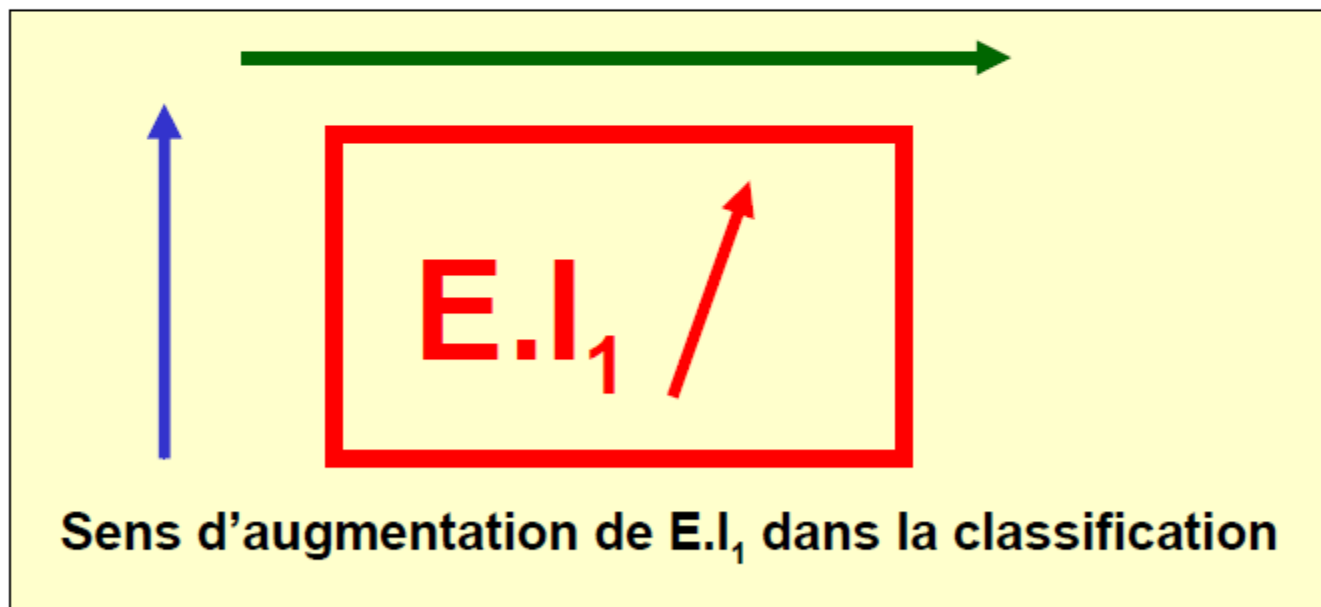 E.I₁
Sens d’augmentation de E.I₁ dans la classification